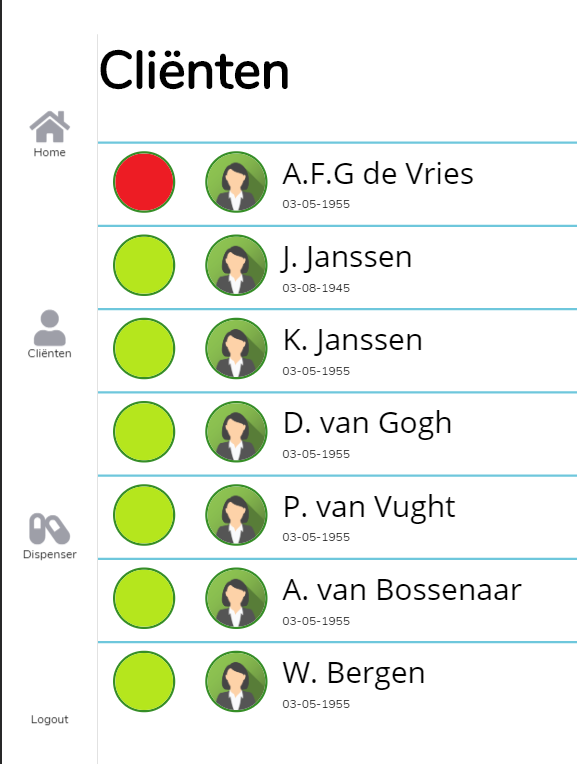 Cliënten
Home
Cliënten
Dispenser
Logout
A.F.G de Vries
03-05-1955
J. Janssen
03-08-1945
K. Janssen
03-05-1955
D. van Gogh
03-05-1955
P. van Vught
03-05-1955
A. van Bossenaar
03-05-1955
W. Bergen
03-05-1955